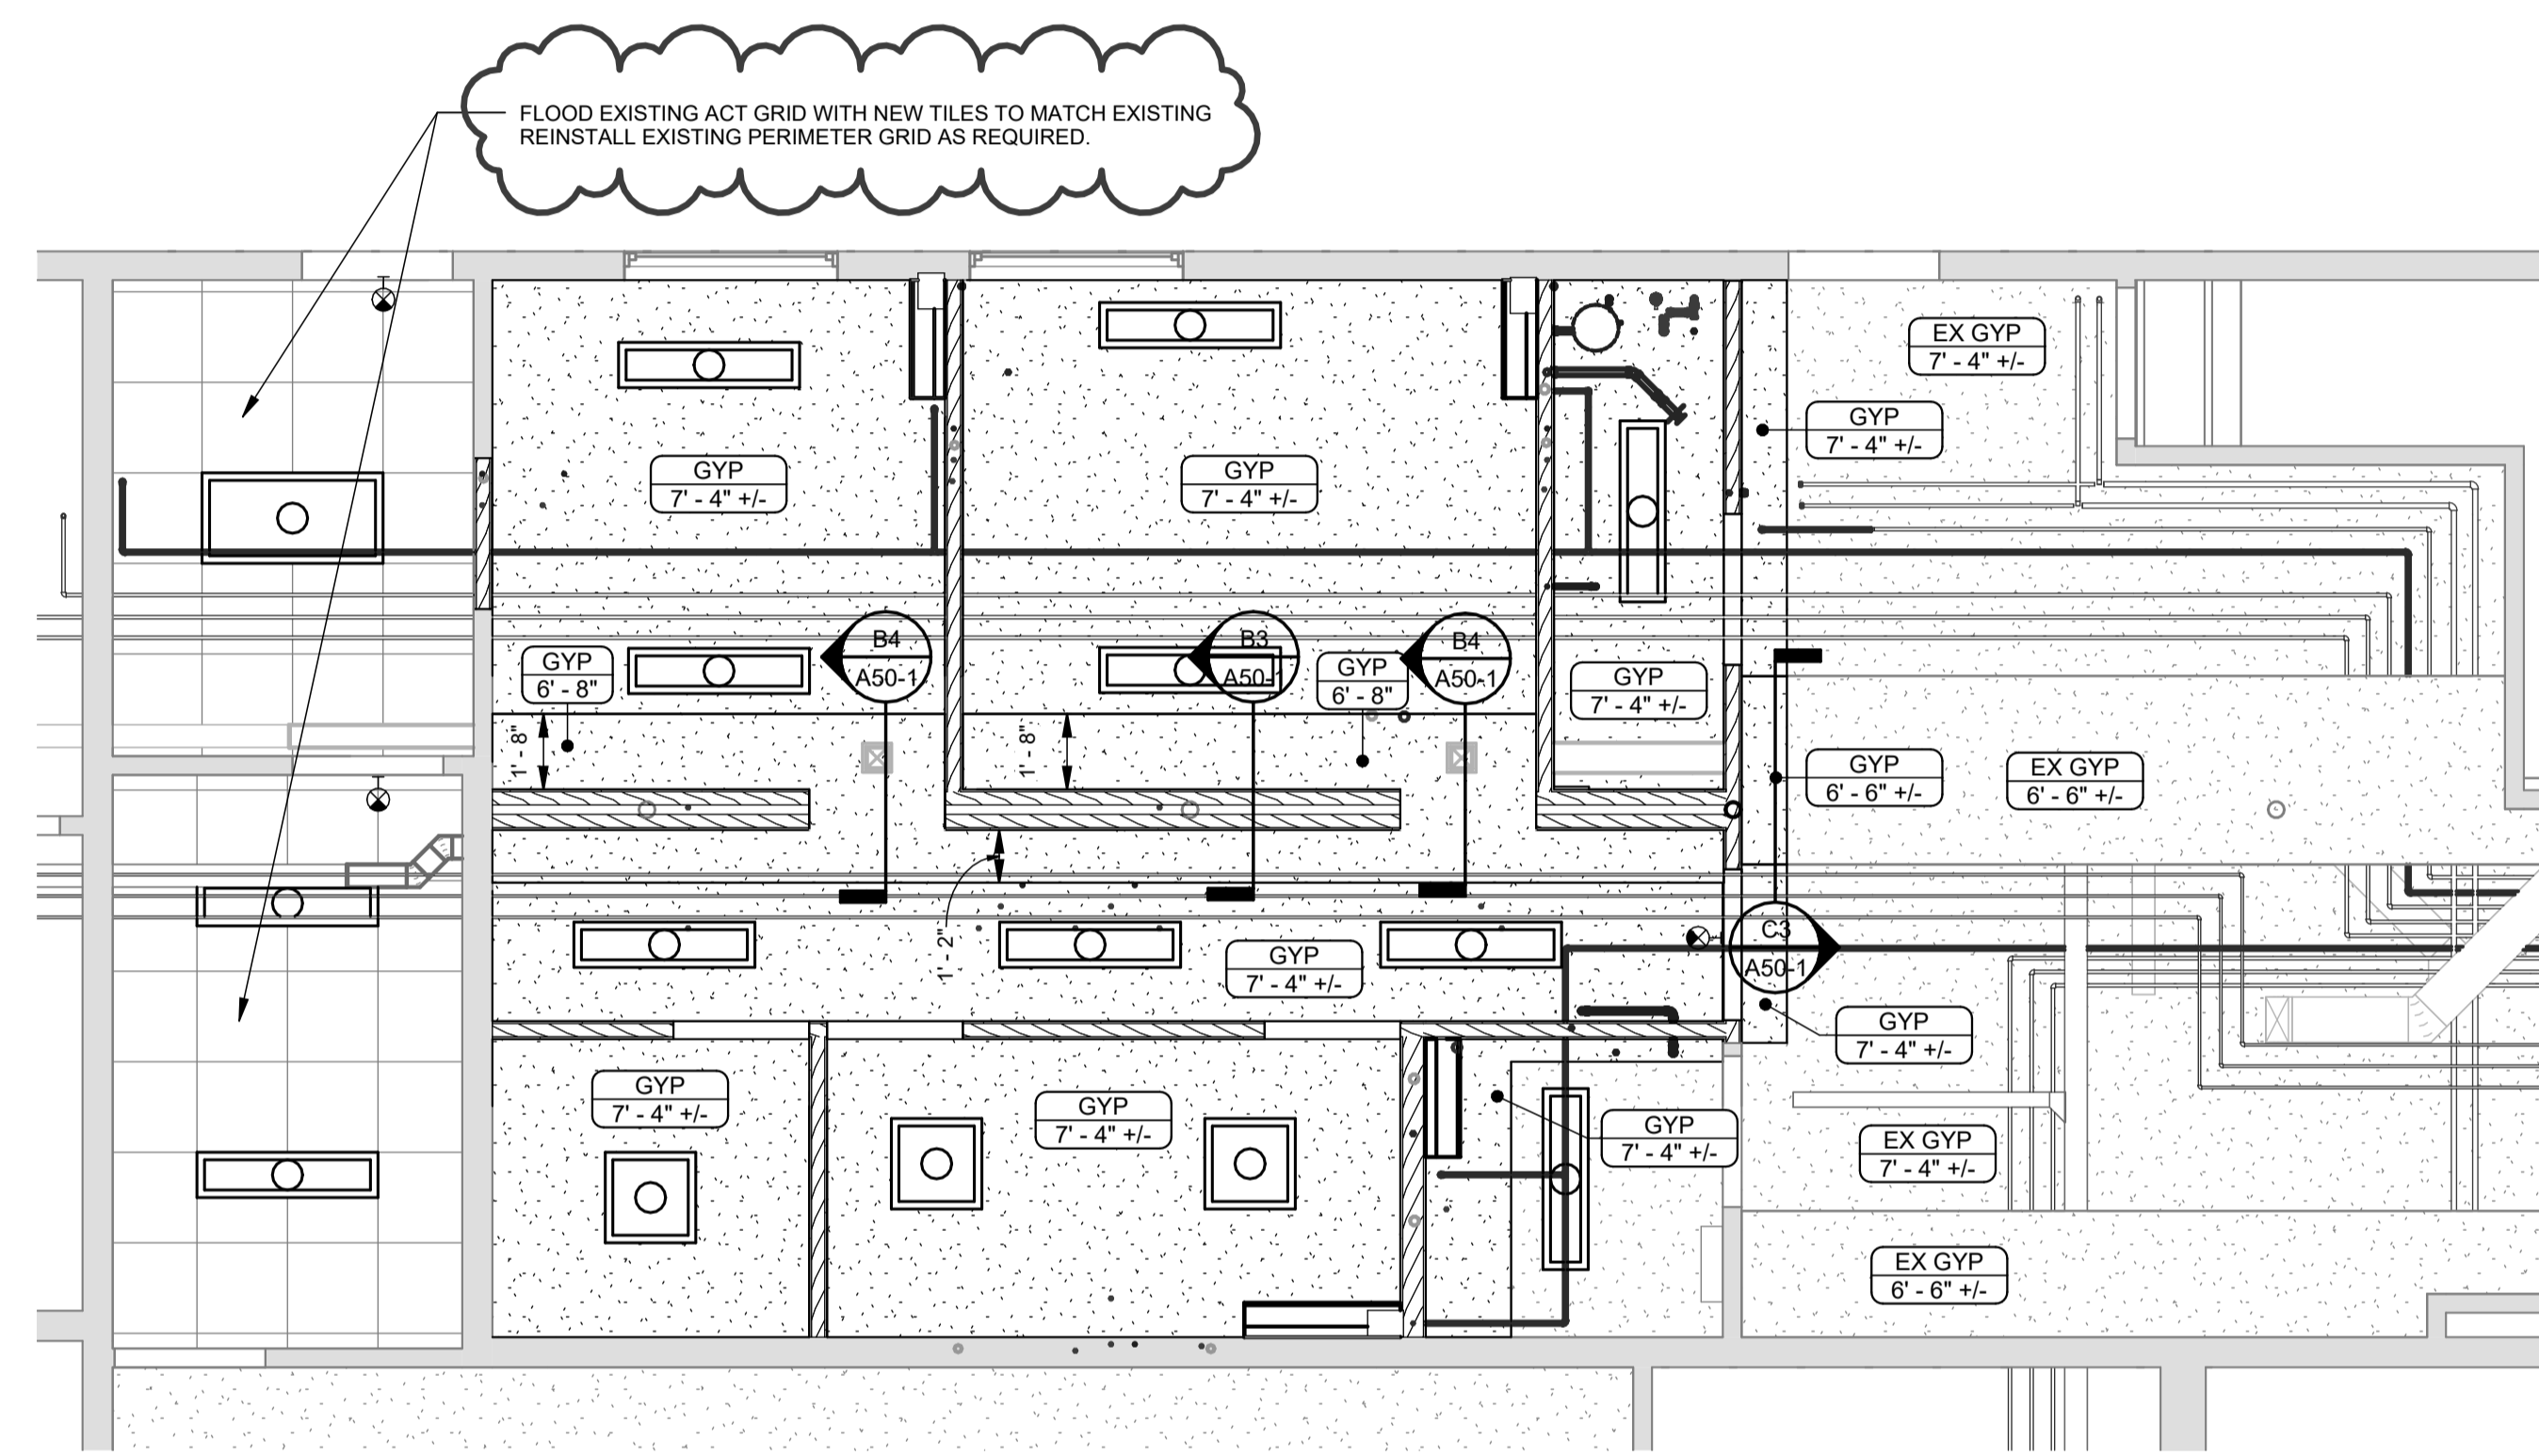 FLOOD EXISTING ACT GRID WITH NEW TILES TO MATCH EXISTING
REINSTALL EXISTING PERIMETER GRID AS REQUIRED.
EX GYP
7' - 4" +/-
GYP
7' - 4" +/-
GYP
7' - 4" +/-
GYP
7' - 4" +/-
GYP
6' - 8"
B4
A50-1
B3
A50-1
GYP
6' - 8"
B4
A50-1
GYP
7' - 4" +/-
1' - 8"
1' - 8"
GYP
6' - 6" +/-
EX GYP
6' - 6" +/-
1' - 2"
GYP
7' - 4" +/-
C3
A50-1
GYP
7' - 4" +/-
GYP
7' - 4" +/-
GYP
7' - 4" +/-
GYP
7' - 4" +/-
EX GYP
7' - 4" +/-
EX GYP
6' - 6" +/-